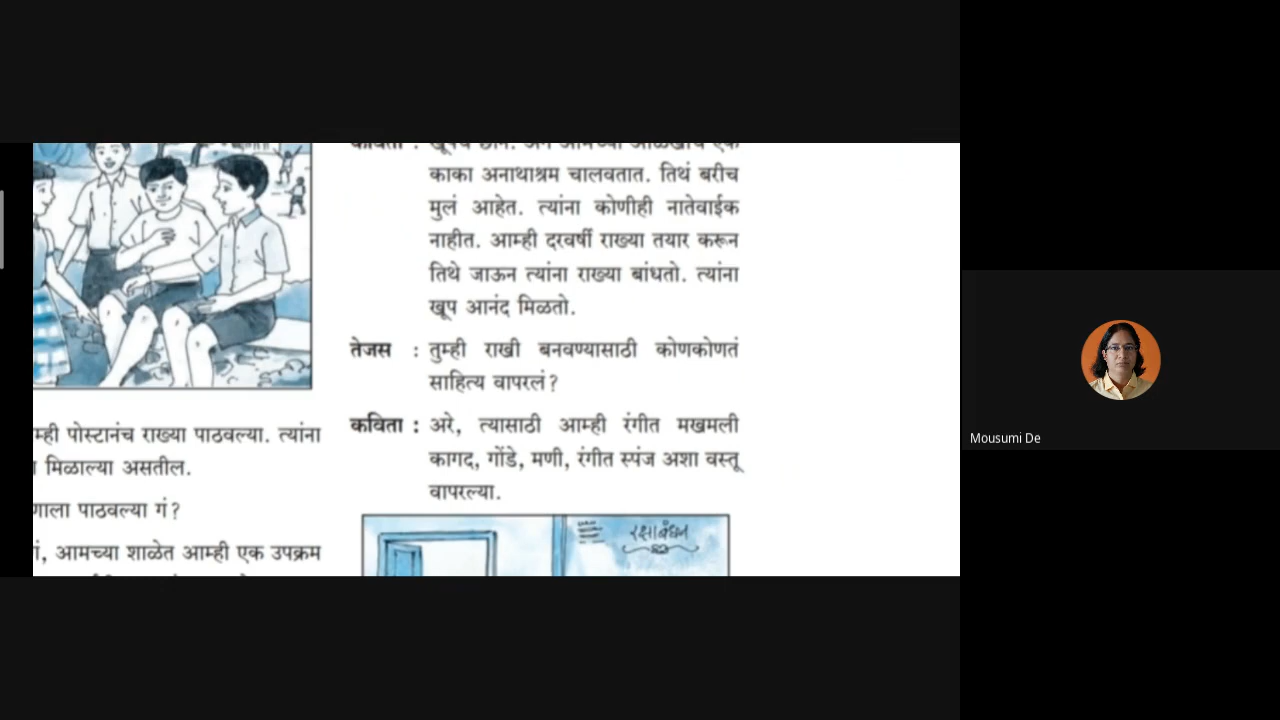 काका अनाथाश्रम चालवतात. तिथं बरीच
मुलं आहेत. त्यांना कोणीही नातेवाईक
नाहीत. आम्ही दरवर्षी राख्या तयार करून
तिथे जाऊन त्यांना राख्या बांधतो. त्यांना
खूप आनंद मिळतो.
तेजस : तुम्ही राखी बनवण्यासाठी कोणकोणतं
साहित्य वापरलं?
कविता : अरे, त्यासाठी आम्ही रंगीत मखमली
कागद, गोंडे, मणी, रंगीत स्पंज अशा वस्तू
वापरल्या.
रक्षाबंधन
म्ही पोस्टानंच राख्या पाठवल्या. त्यांना
मिळाल्या असतील.
णाला पाठवल्या गं?
आमच्या शाळेत आम्ही एक उपक्रम
Mousumi De